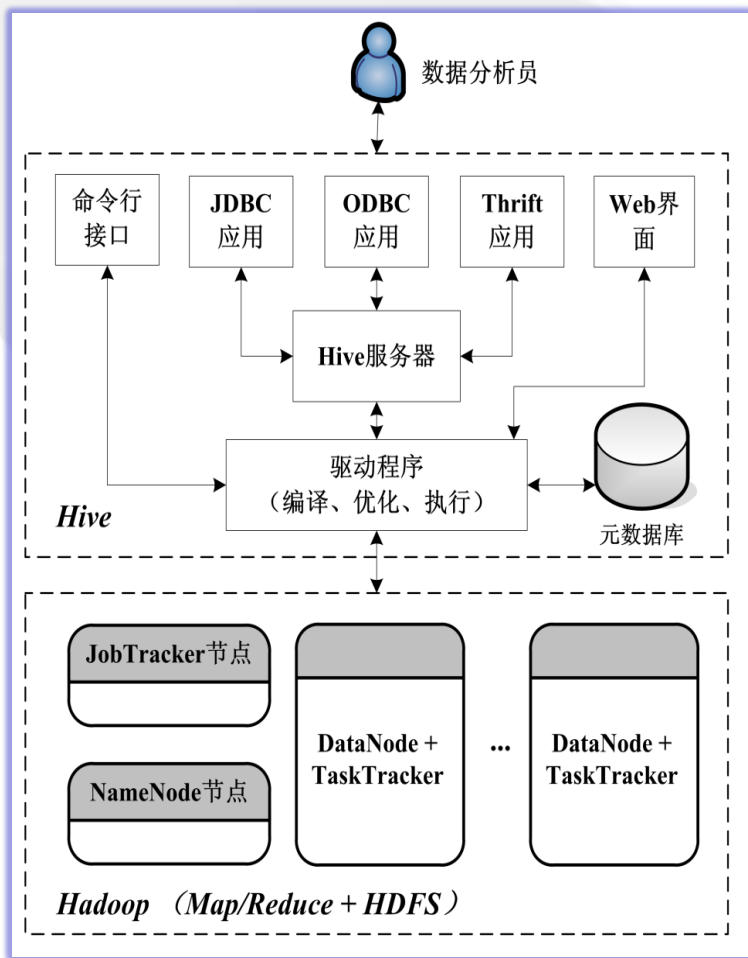 数据分析员
命令行
接口
JDBC
应用
ODBC
应用
Thrift
应用
Web界
面
Hive服务器
驱动程序
（编译、优化、执行）
Hive
元数据库
JobTracker节点
NameNode节点
DataNode +
TaskTracker
...
DataNode +
TaskTracker
Hadoop （Map/Reduce + HDFS）